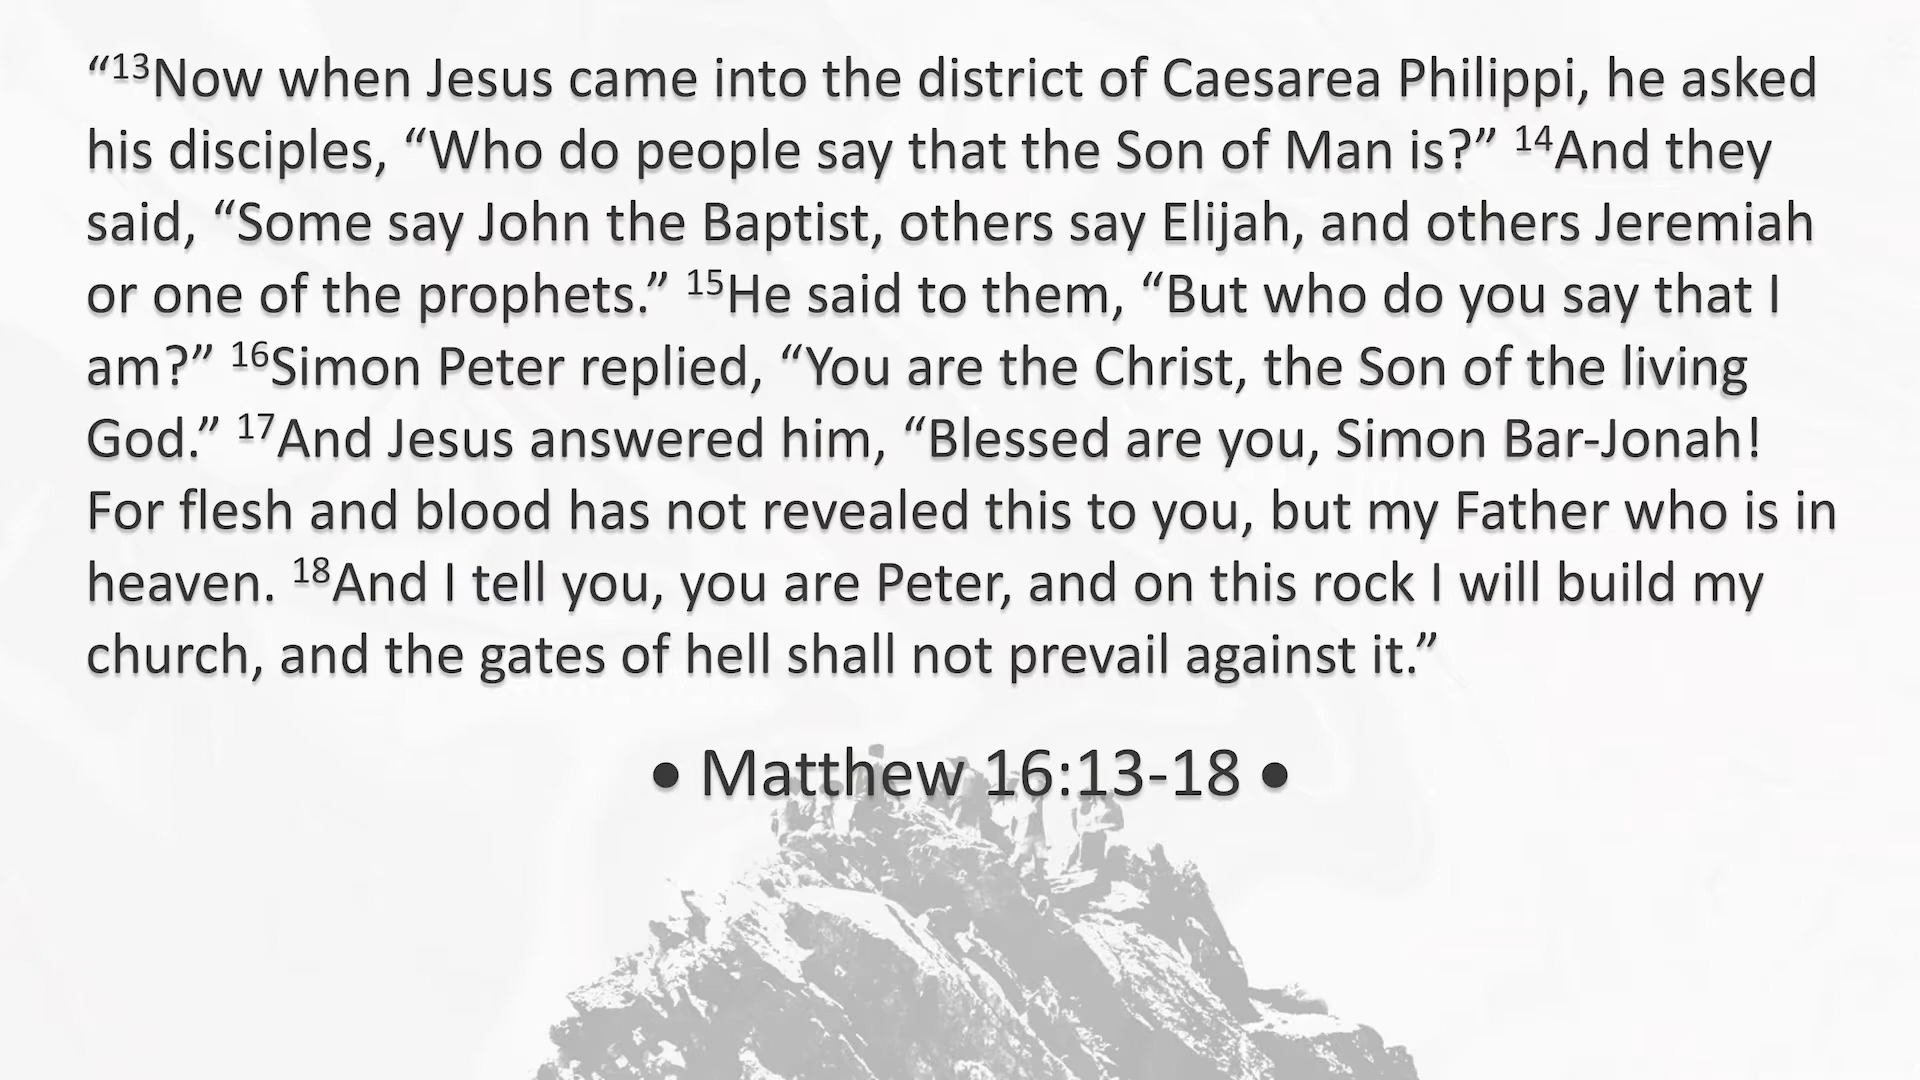 “¹³Now when Jesus came into the district of Caesarea Philippi, he asked
his disciples, “Who do people say that the Son of Man is?” ¹⁴And they
said, “Some say John the Baptist, others say Elijah, and others Jeremiah
or one of the prophets.” ¹⁵He said to them, “But who do you say that I
am?” ¹⁶Simon Peter replied, “You are the Christ, the Son of the living
God.” ¹⁷And Jesus answered him, “Blessed are you, Simon Bar-Jonah!
For flesh and blood has not revealed this to you, but my Father who is in
heaven. ¹⁸And I tell you, you are Peter, and on this rock I will build my
church, and the gates of hell shall not prevail against it.”
• Matthew 16:13-18 •